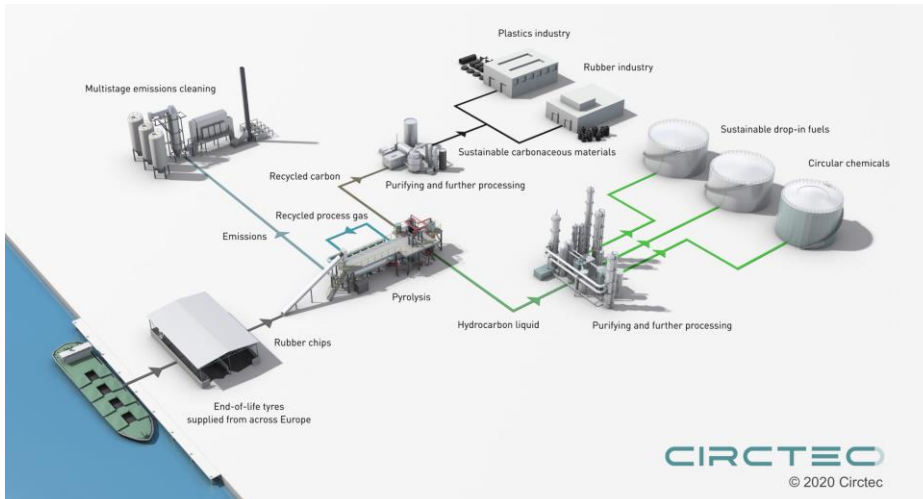 Plastics industry
Rubber industry
Multistage emissions cleaning
Sustainable drop-in fuels
Sustainable carbonaceous materials
Circular chemicals
Recycled carbon
Purifying and further processing
Recycled process gas
Emissions
Pyrolysis
Hydrocarbon liquid
Purifying and further processing
Rubber chips
End-of-life tyres
supplied from across Europe
CIRCTEC
© 2020 Circtec